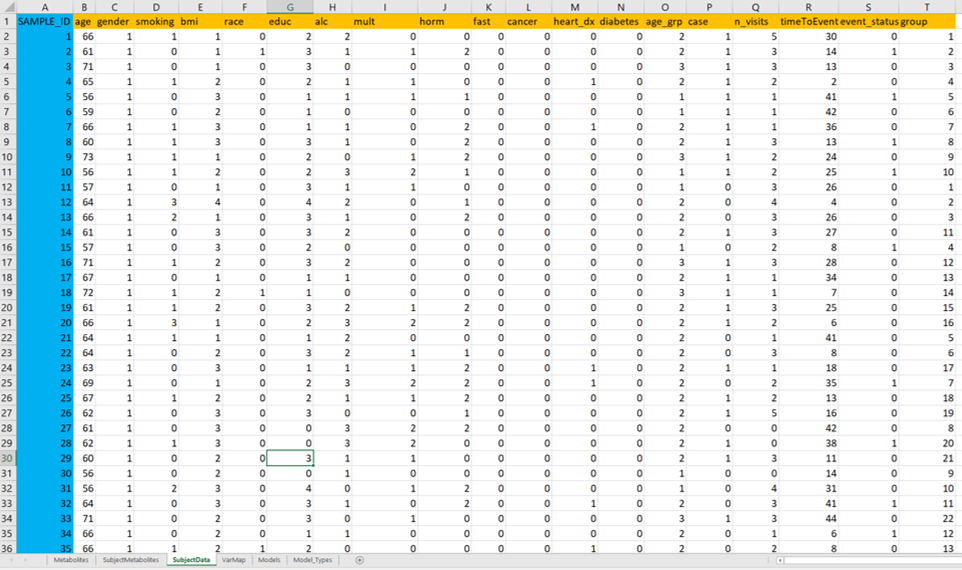 A B C D E F G H I J K L M N O P Q R S T
1 SAMPLE_ID age gender smoking bmi race educ alc mult horm fast cancer heart_dx diabetes age_grp case n_visits timeToEvent event_status group
2 1 66 1 1 1 0 2 2 0 0 0 0 0 0 2 1 5 30 0 1
3 2 61 1 0 1 1 3 1 1 2 0 0 0 0 2 1 3 14 1 2
4 3 71 1 0 1 0 3 0 0 0 0 0 0 0 3 1 3 13 0 3
5 4 65 1 1 2 0 2 1 1 0 0 0 1 0 2 1 2 2 0 4
6 5 56 1 0 3 0 1 1 1 1 0 0 0 0 1 1 1 41 1 5
7 6 59 1 0 2 0 1 0 0 0 0 0 0 0 1 1 1 42 0 6
8 7 66 1 1 3 0 1 1 0 2 0 0 1 0 2 1 1 36 0 7
9 8 60 1 1 3 0 3 1 0 2 0 0 0 0 2 1 3 13 1 8
10 9 73 1 1 1 0 2 0 1 2 0 0 0 0 3 1 2 24 0 9
11 10 56 1 1 2 0 2 3 2 1 0 0 0 0 1 1 2 25 1 10
12 11 57 1 0 1 0 3 1 1 0 0 0 0 0 1 0 3 26 0 1
13 12 64 1 3 4 0 4 2 0 1 0 0 0 0 2 0 4 4 0 2
14 13 66 1 2 1 0 3 1 0 2 0 0 0 0 2 0 3 26 0 3
15 14 61 1 0 3 0 3 2 0 0 0 0 0 0 2 1 3 27 0 11
16 15 57 1 0 3 0 2 0 0 0 0 0 0 0 1 0 2 8 1 4
17 16 71 1 1 2 0 3 2 0 0 0 0 0 0 3 1 3 28 0 12
18 17 67 1 0 1 0 1 1 0 0 0 0 0 0 2 1 1 34 0 13
19 18 72 1 1 2 1 1 0 0 0 0 0 0 0 3 1 1 7 0 14
20 19 61 1 1 2 0 3 2 1 2 0 0 0 0 2 1 3 25 0 15
21 20 66 1 3 1 0 2 3 2 2 0 0 0 0 2 1 2 6 0 16
22 21 64 1 1 1 0 1 2 0 0 0 0 0 0 2 0 1 41 0 5
23 22 64 1 0 2 0 3 2 1 1 0 0 0 0 2 0 3 8 0 6
24 23 63 1 0 3 0 1 1 1 2 0 0 1 0 2 1 1 18 0 17
25 24 69 1 0 1 0 2 3 2 2 0 0 1 0 2 0 2 35 1 7
26 25 67 1 1 2 0 2 1 1 2 0 0 0 0 2 1 2 13 0 18
27 26 62 1 0 3 0 3 0 0 1 0 0 0 0 2 1 5 16 0 19
28 27 61 1 0 3 0 0 3 2 2 0 0 0 0 2 0 0 42 0 8
29 28 62 1 1 3 0 0 3 2 0 0 0 0 0 2 1 0 38 1 20
30 29 60 1 0 2 0 3 1 1 0 0 0 0 0 2 1 3 11 0 21
31 30 56 1 0 2 0 0 1 0 0 0 0 0 0 1 0 0 14 0 9
32 31 56 1 2 3 0 4 0 1 2 0 0 0 0 1 0 4 31 0 10
33 32 64 1 0 3 0 3 1 0 2 0 0 1 0 2 0 3 41 1 11
34 33 71 1 0 2 0 3 0 1 0 0 0 0 0 3 1 3 44 0 22
35 34 66 1 0 2 0 1 1 0 0 0 0 0 0 2 0 1 6 1 12
36 35 66 1 1 2 1 2 0 0 0 0 0 1 0 2 0 2 8 0 13
Metabolites SubjectMetabolites SubjectData VarMap Models Model_Types